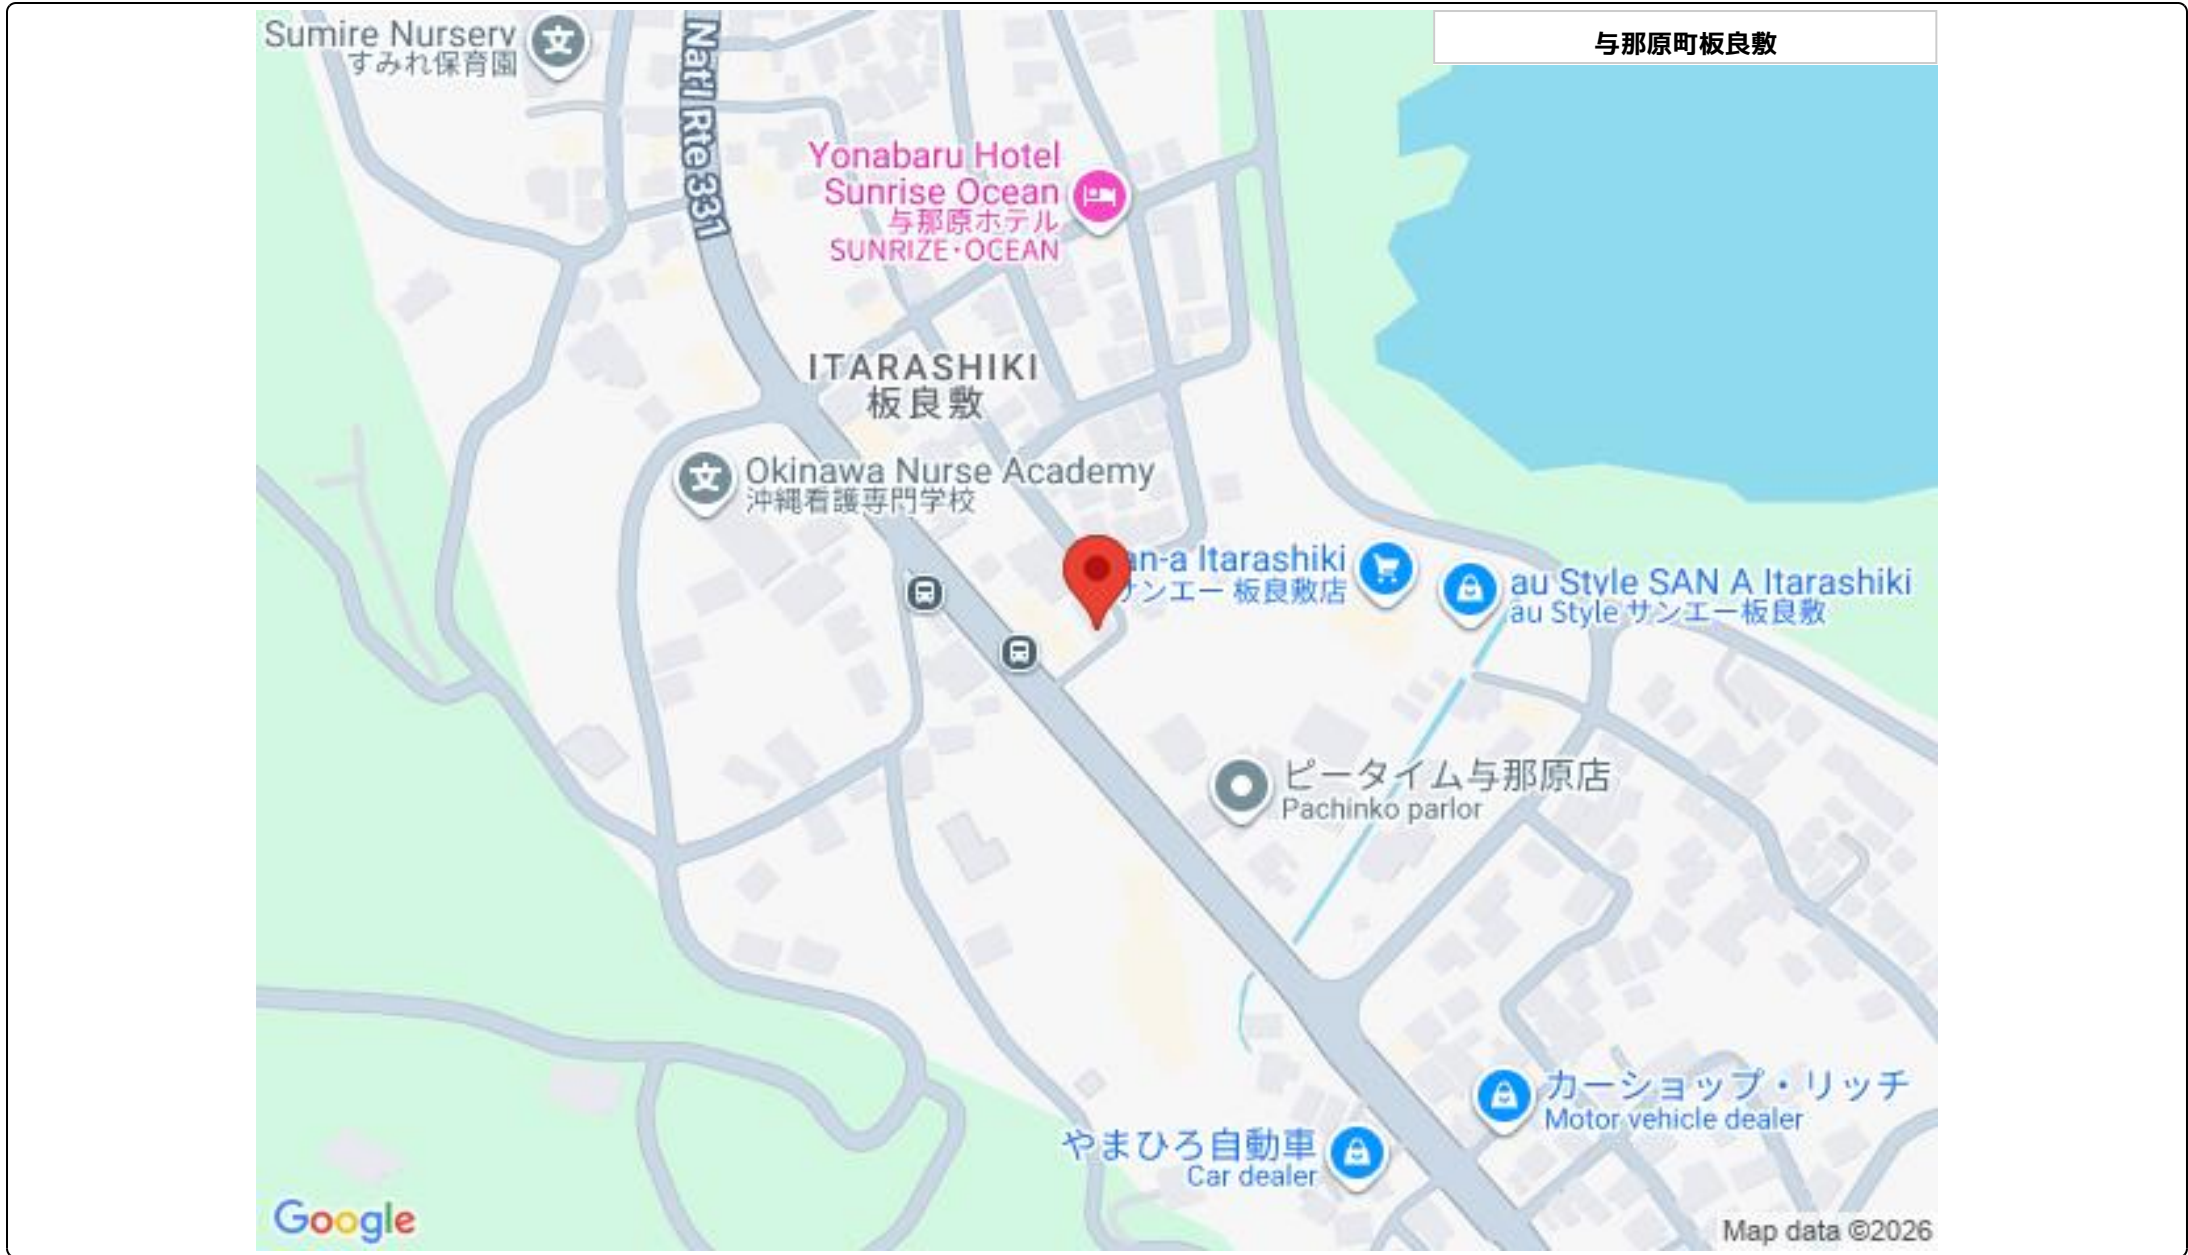 Sumire Nursery
すみれ保育園
Nat'l Rte 331
与那原町板良敷
Yonabaru Hotel
Sunrise Ocean
与那原ホテル
SUNRIZE・OCEAN
ITARASHIKI
板良敷
Okinawa Nurse Academy
沖縄看護専門学校
an-a Itarashiki
サンエー 板良敷店
au Style SAN A Itarashiki
au Style サンエー板良敷
ピータイム与那原店
Pachinko parlor
カーショップ・リッチ
Motor vehicle dealer
やまひろ自動車
Car dealer
Google
Map data ©2026